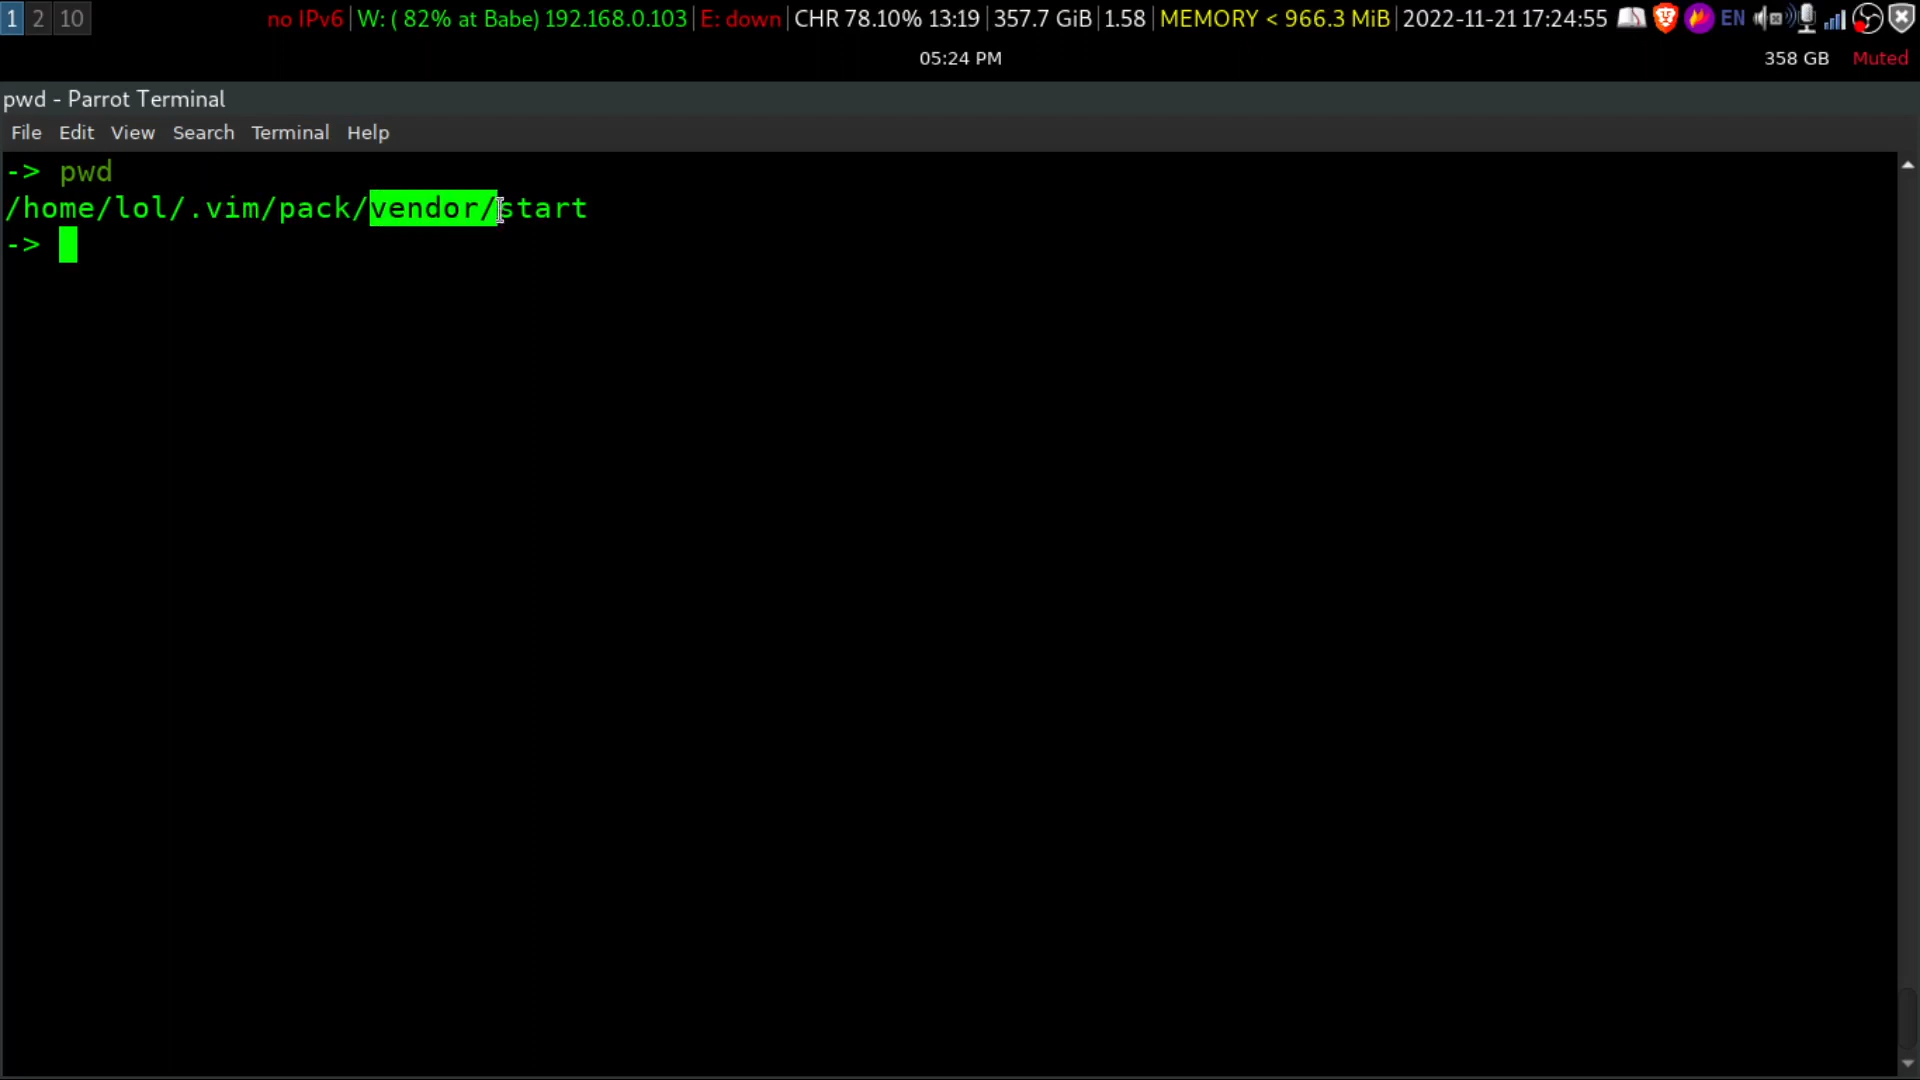 1 2 10 no IPv6 W: ( 82% at Babe) 192.168.0.103 E: down CHR 78.10% 13:19 357.7 GiB 1.58 MEMORY < 966.3 MiB 2022-11-21 17:24:55 EN
05:24 PM 358 GB Muted
pwd - Parrot Terminal
File Edit View Search Terminal Help
-> pwd
/home/lol/.vim/pack/vendor/start
->